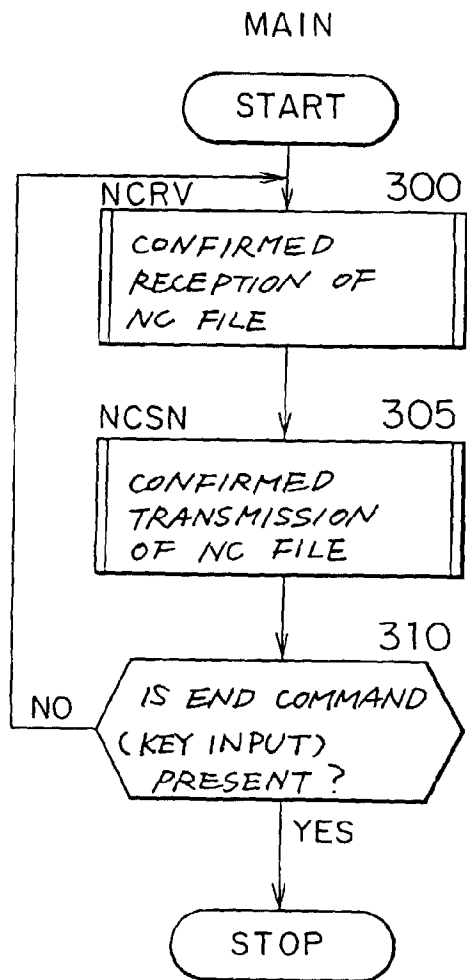 MAIN
START
NCRV 300
CONFIRMED
RECEPTION OF
NC FILE
NCSN 305
CONFIRMED
TRANSMISSION
OF NC FILE
310
IS END COMMAND
(KEY INPUT)
PRESENT?
NO
YES
STOP